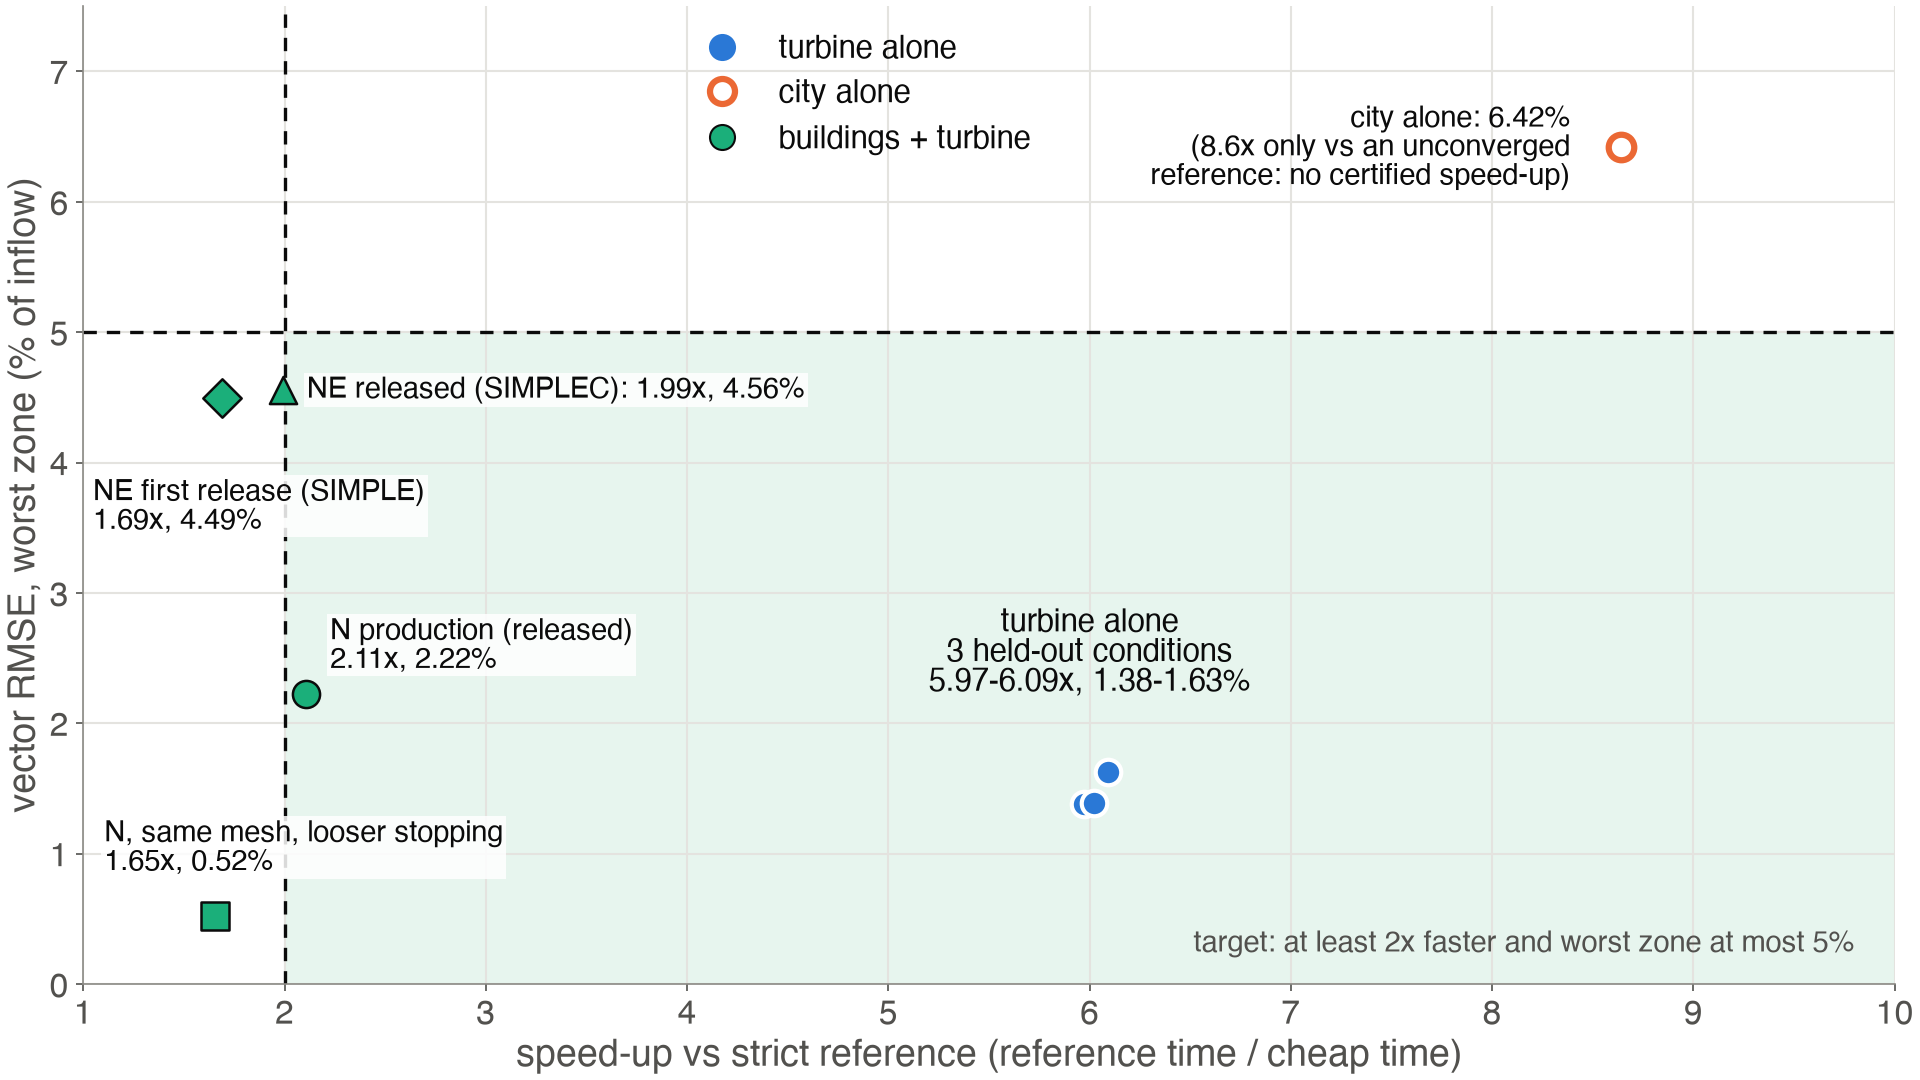 turbine alone
city alone
buildings + turbine
city alone: 6.42%
(8.6x only vs an unconverged
reference: no certified speed-up)
NE released (SIMPLEC): 1.99x, 4.56%
NE first release (SIMPLE)
1.69x, 4.49%
N production (released)
2.11x, 2.22%
turbine alone
3 held-out conditions
5.97-6.09x, 1.38-1.63%
N, same mesh, looser stopping
1.65x, 0.52%
target: at least 2x faster and worst zone at most 5%
vector RMSE, worst zone (% of inflow)
7
6
5
4
3
2
1
0
1 2 3 4 5 6 7 8 9 10
speed-up vs strict reference (reference time / cheap time)